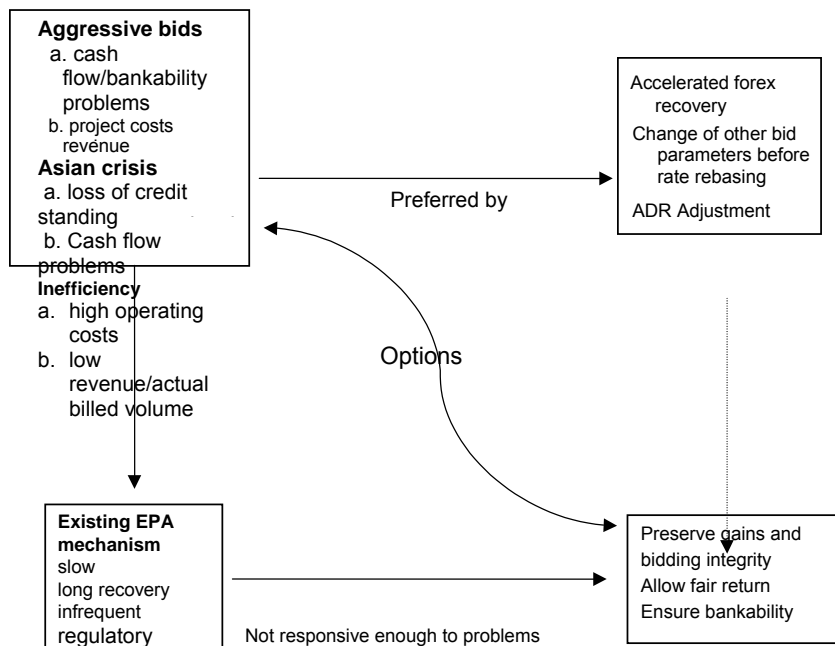 Aggressive bids
a. cash
flow/bankability
problems
b. project costs
revenue
Asian crisis
a. loss of credit
standing
b. Cash flow
problems
Inefficiency
a. high operating
costs
b. low
revenue/actual
billed volume
Preferred by
Accelerated forex
recovery
Change of other bid
parameters before
rate rebasing
ADR Adjustment
Options
Existing EPA
mechanism
slow
long recovery
infrequent
regulatory
Not responsive enough to problems
Preserve gains and
bidding integrity
Allow fair return
Ensure bankability